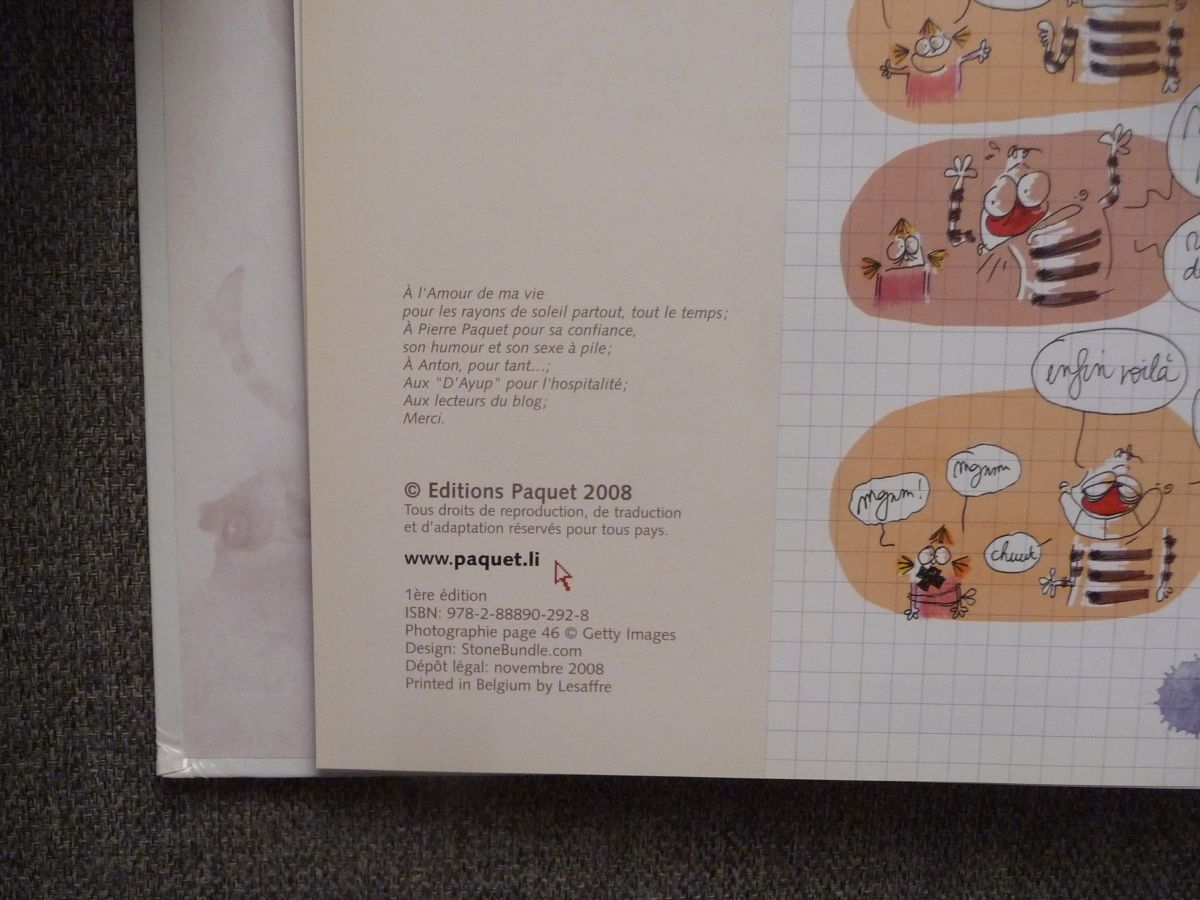 À l'Amour de ma vie
pour les rayons de soleil partout, tout le temps;
À Pierre Paquet pour sa confiance,
son humour et son sexe à pile;
À Anton, pour tant...;
Aux "D'Ayup" pour l'hospitalité;
Aux lecteurs du blog;
Merci.
© Editions Paquet 2008
Tous droits de reproduction, de traduction
et d'adaptation réservés pour tous pays.
www.paquet.li
1ère édition
ISBN: 978-2-88890-292-8
Photographie page 46 © Getty Images
Design: StoneBundle.com
Dépôt légal: novembre 2008
Printed in Belgium by Lesaffre
enfin voilà
mgnm!
mgnmm
chuut